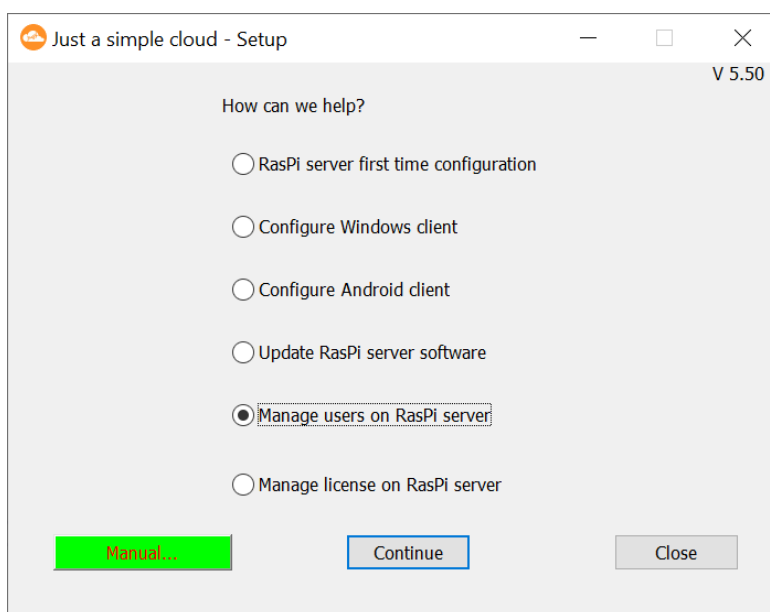 Just a simple cloud - Setup
V 5.50
How can we help?
RasPi server first time configuration
Configure Windows client
Configure Android client
Update RasPi server software
Manage users on RasPi server
Manage license on RasPi server
Manual... Continue Close